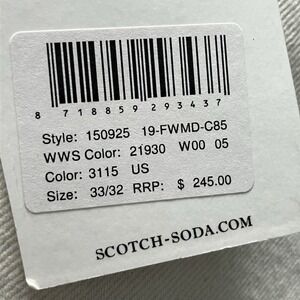 8 718859 293437
Style: 150925 19-FWMD-C85
WWS Color: 21930 W00 05
Color: 3115 US
Size: 33/32 RRP: $ 245.00
SCOTCH-SODA.COM